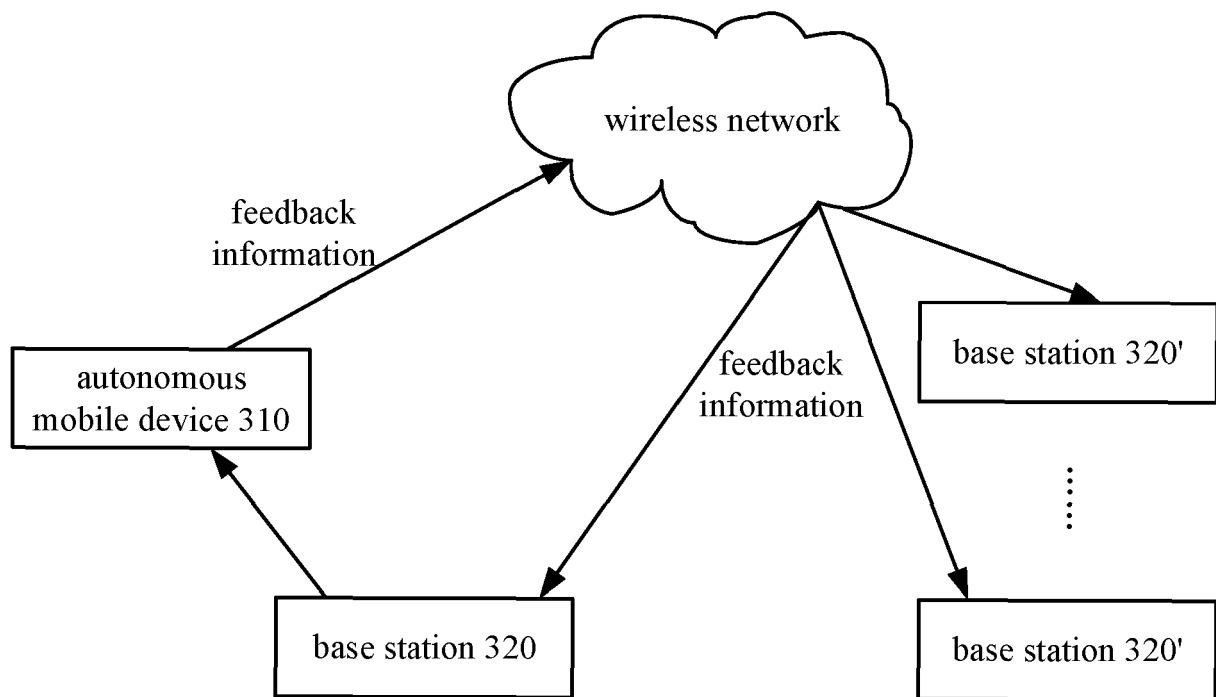 wireless network
feedback
information
autonomous
mobile device 310
feedback
information
base station 320'
base station 320
base station 320'